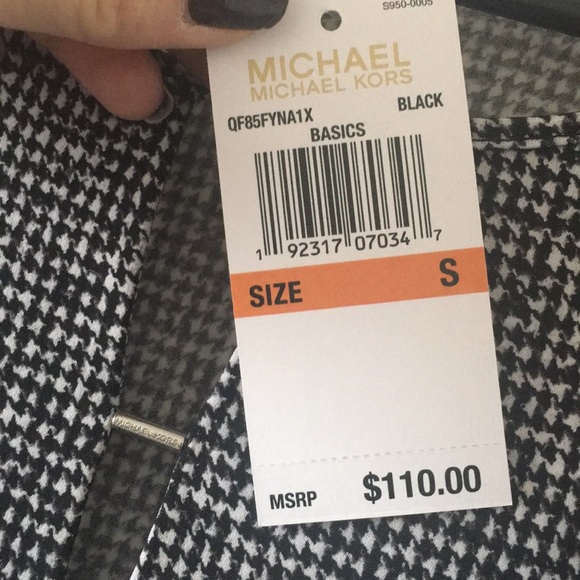 S950-0005
MICHAEL
MICHAEL KORS
QF85FYNA1X BLACK
BASICS
1 92317 07034 7
SIZE S
MSRP $110.00
MICHAEL KORS